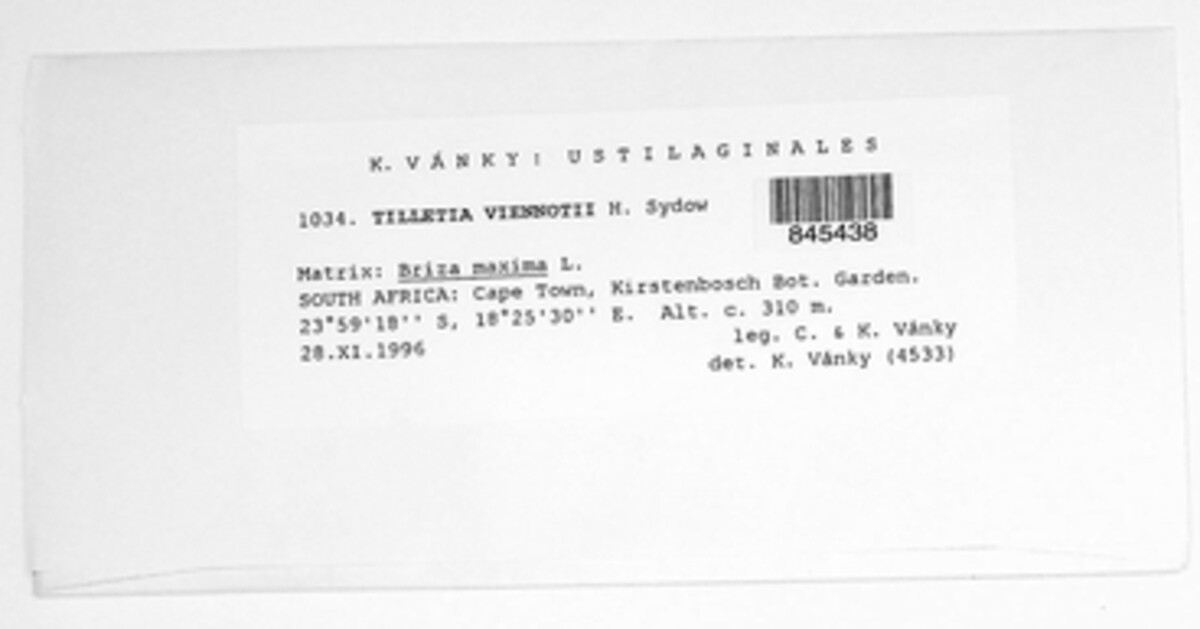 K. VÁNKY: USTILAGINALES
1034. TILLETIA VIENNOTII H. Sydow
845438
Matrix: Briza maxima L.
SOUTH AFRICA: Cape Town, Kirstenbosch Bot. Garden.
23°59'18'' S, 18°25'30'' E. Alt. c. 310 m.
28.XI.1996
leg. C. & K. Vánky
det. K. Vánky (4533)